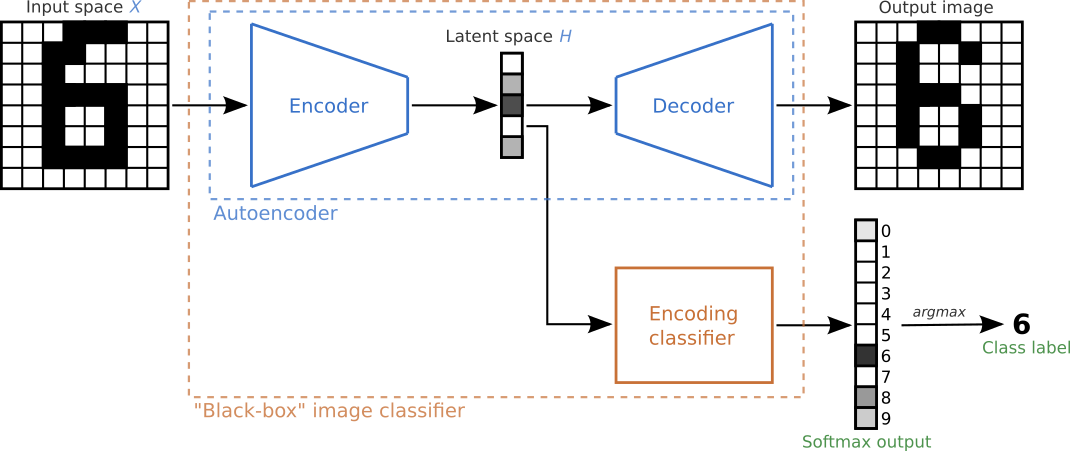 Input space X
Output image
Latent space H
Encoder
Decoder
Autoencoder
Encoding
classifier
"Black-box" image classifier
0
1
2
3
4
5
6
7
8
9
argmax
6
Class label
Softmax output